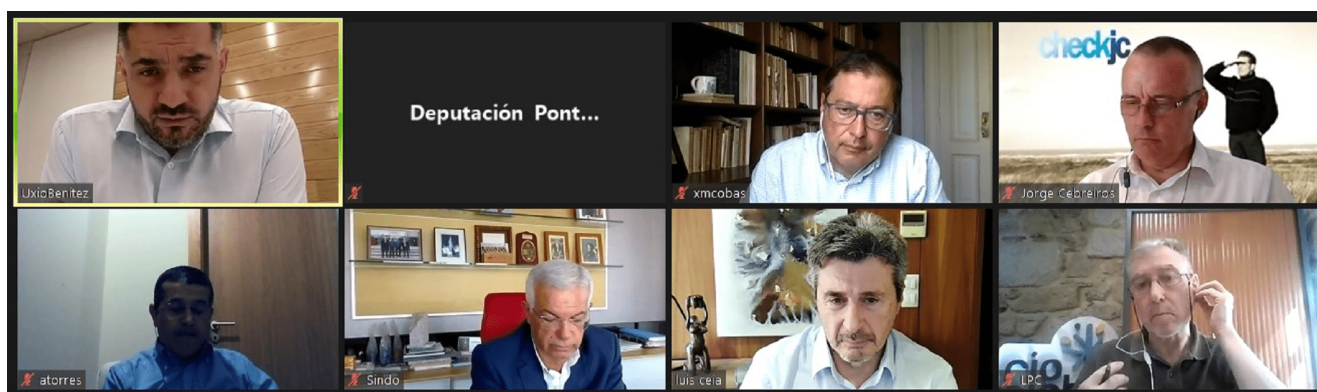 checkjc
UxioBenitez
Deputación Pont...
xmcobas
Jorge Cebreiros
atorres
Sindo
luis ceia
LPC